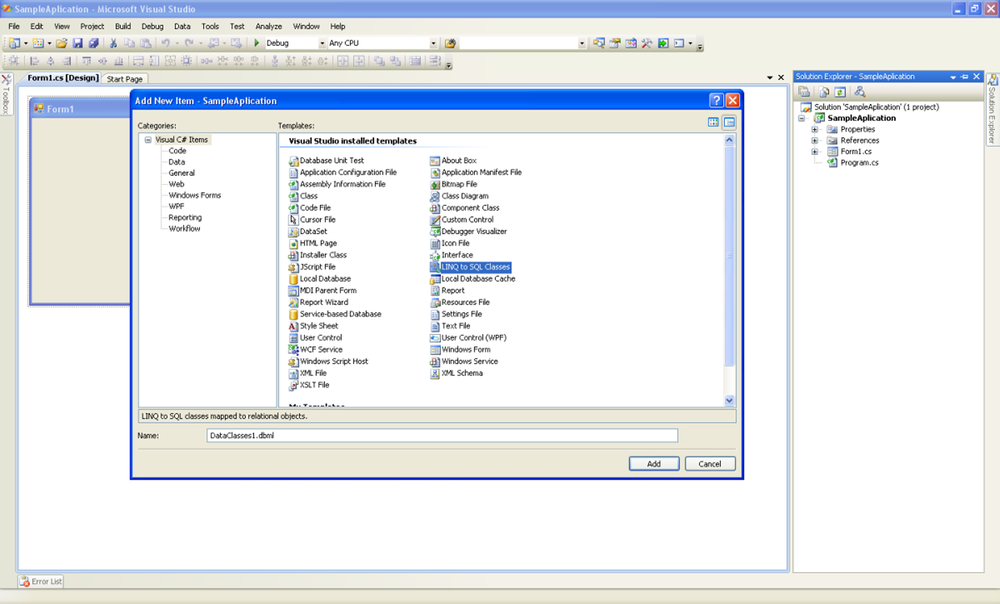 SampleAplication - Microsoft Visual Studio
File Edit View Project Build Debug Data Tools Test Analyze Window Help
Debug Any CPU
Form1.cs [Design] Start Page
Toolbox
Form1
Add New Item - SampleAplication
Categories:
Visual C# Items
Code
Data
General
Web
Windows Forms
WPF
Reporting
Workflow
Templates:
Visual Studio installed templates
Database Unit Test About Box
Application Configuration File Application Manifest File
Assembly Information File Bitmap File
Class Class Diagram
Code File Component Class
Cursor File Custom Control
DataSet Debugger Visualizer
HTML Page Icon File
Installer Class Interface
JScript File LINQ to SQL Classes
Local Database Local Database Cache
MDI Parent Form Report
Report Wizard Resources File
Service-based Database Settings File
Style Sheet Text File
User Control User Control (WPF)
WCF Service Windows Form
Windows Script Host Windows Service
XML File XML Schema
XSLT File
My Templates
LINQ to SQL classes mapped to relational objects.
Name: DataClasses1.dbml
Add Cancel
Solution Explorer - SampleAplication
Solution 'SampleAplication' (1 project)
SampleAplication
Properties
References
Form1.cs
Program.cs
Solution Explorer
Error List